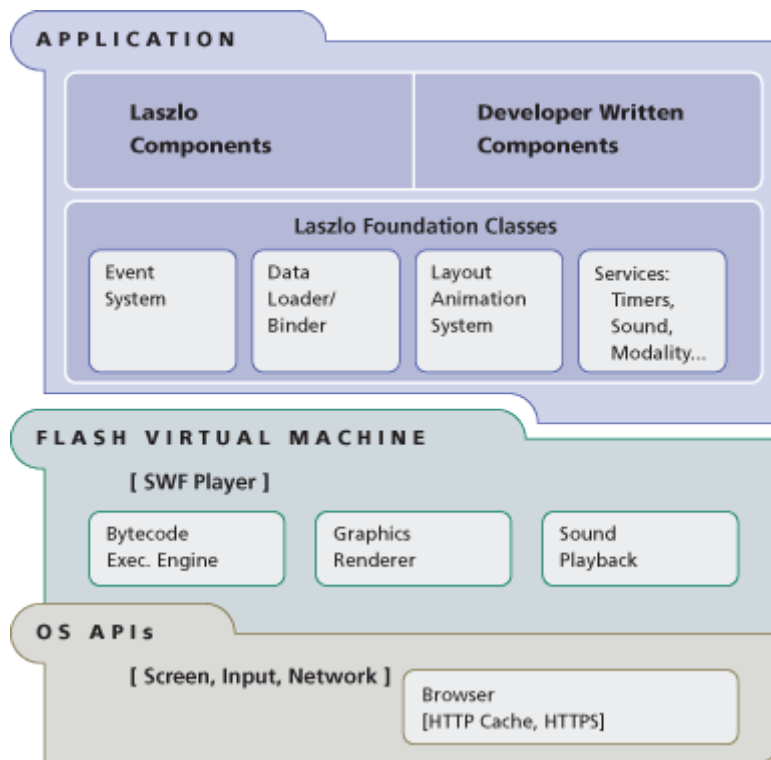 APPLICATION
Laszlo
Components
Developer Written
Components
Laszlo Foundation Classes
Event
System
Data
Loader/
Binder
Layout
Animation
System
Services:
Timers,
Sound,
Modality...
FLASH VIRTUAL MACHINE
[ SWF Player ]
Bytecode
Exec. Engine
Graphics
Renderer
Sound
Playback
OS APIs
[ Screen, Input, Network ]
Browser
[HTTP Cache, HTTPS]